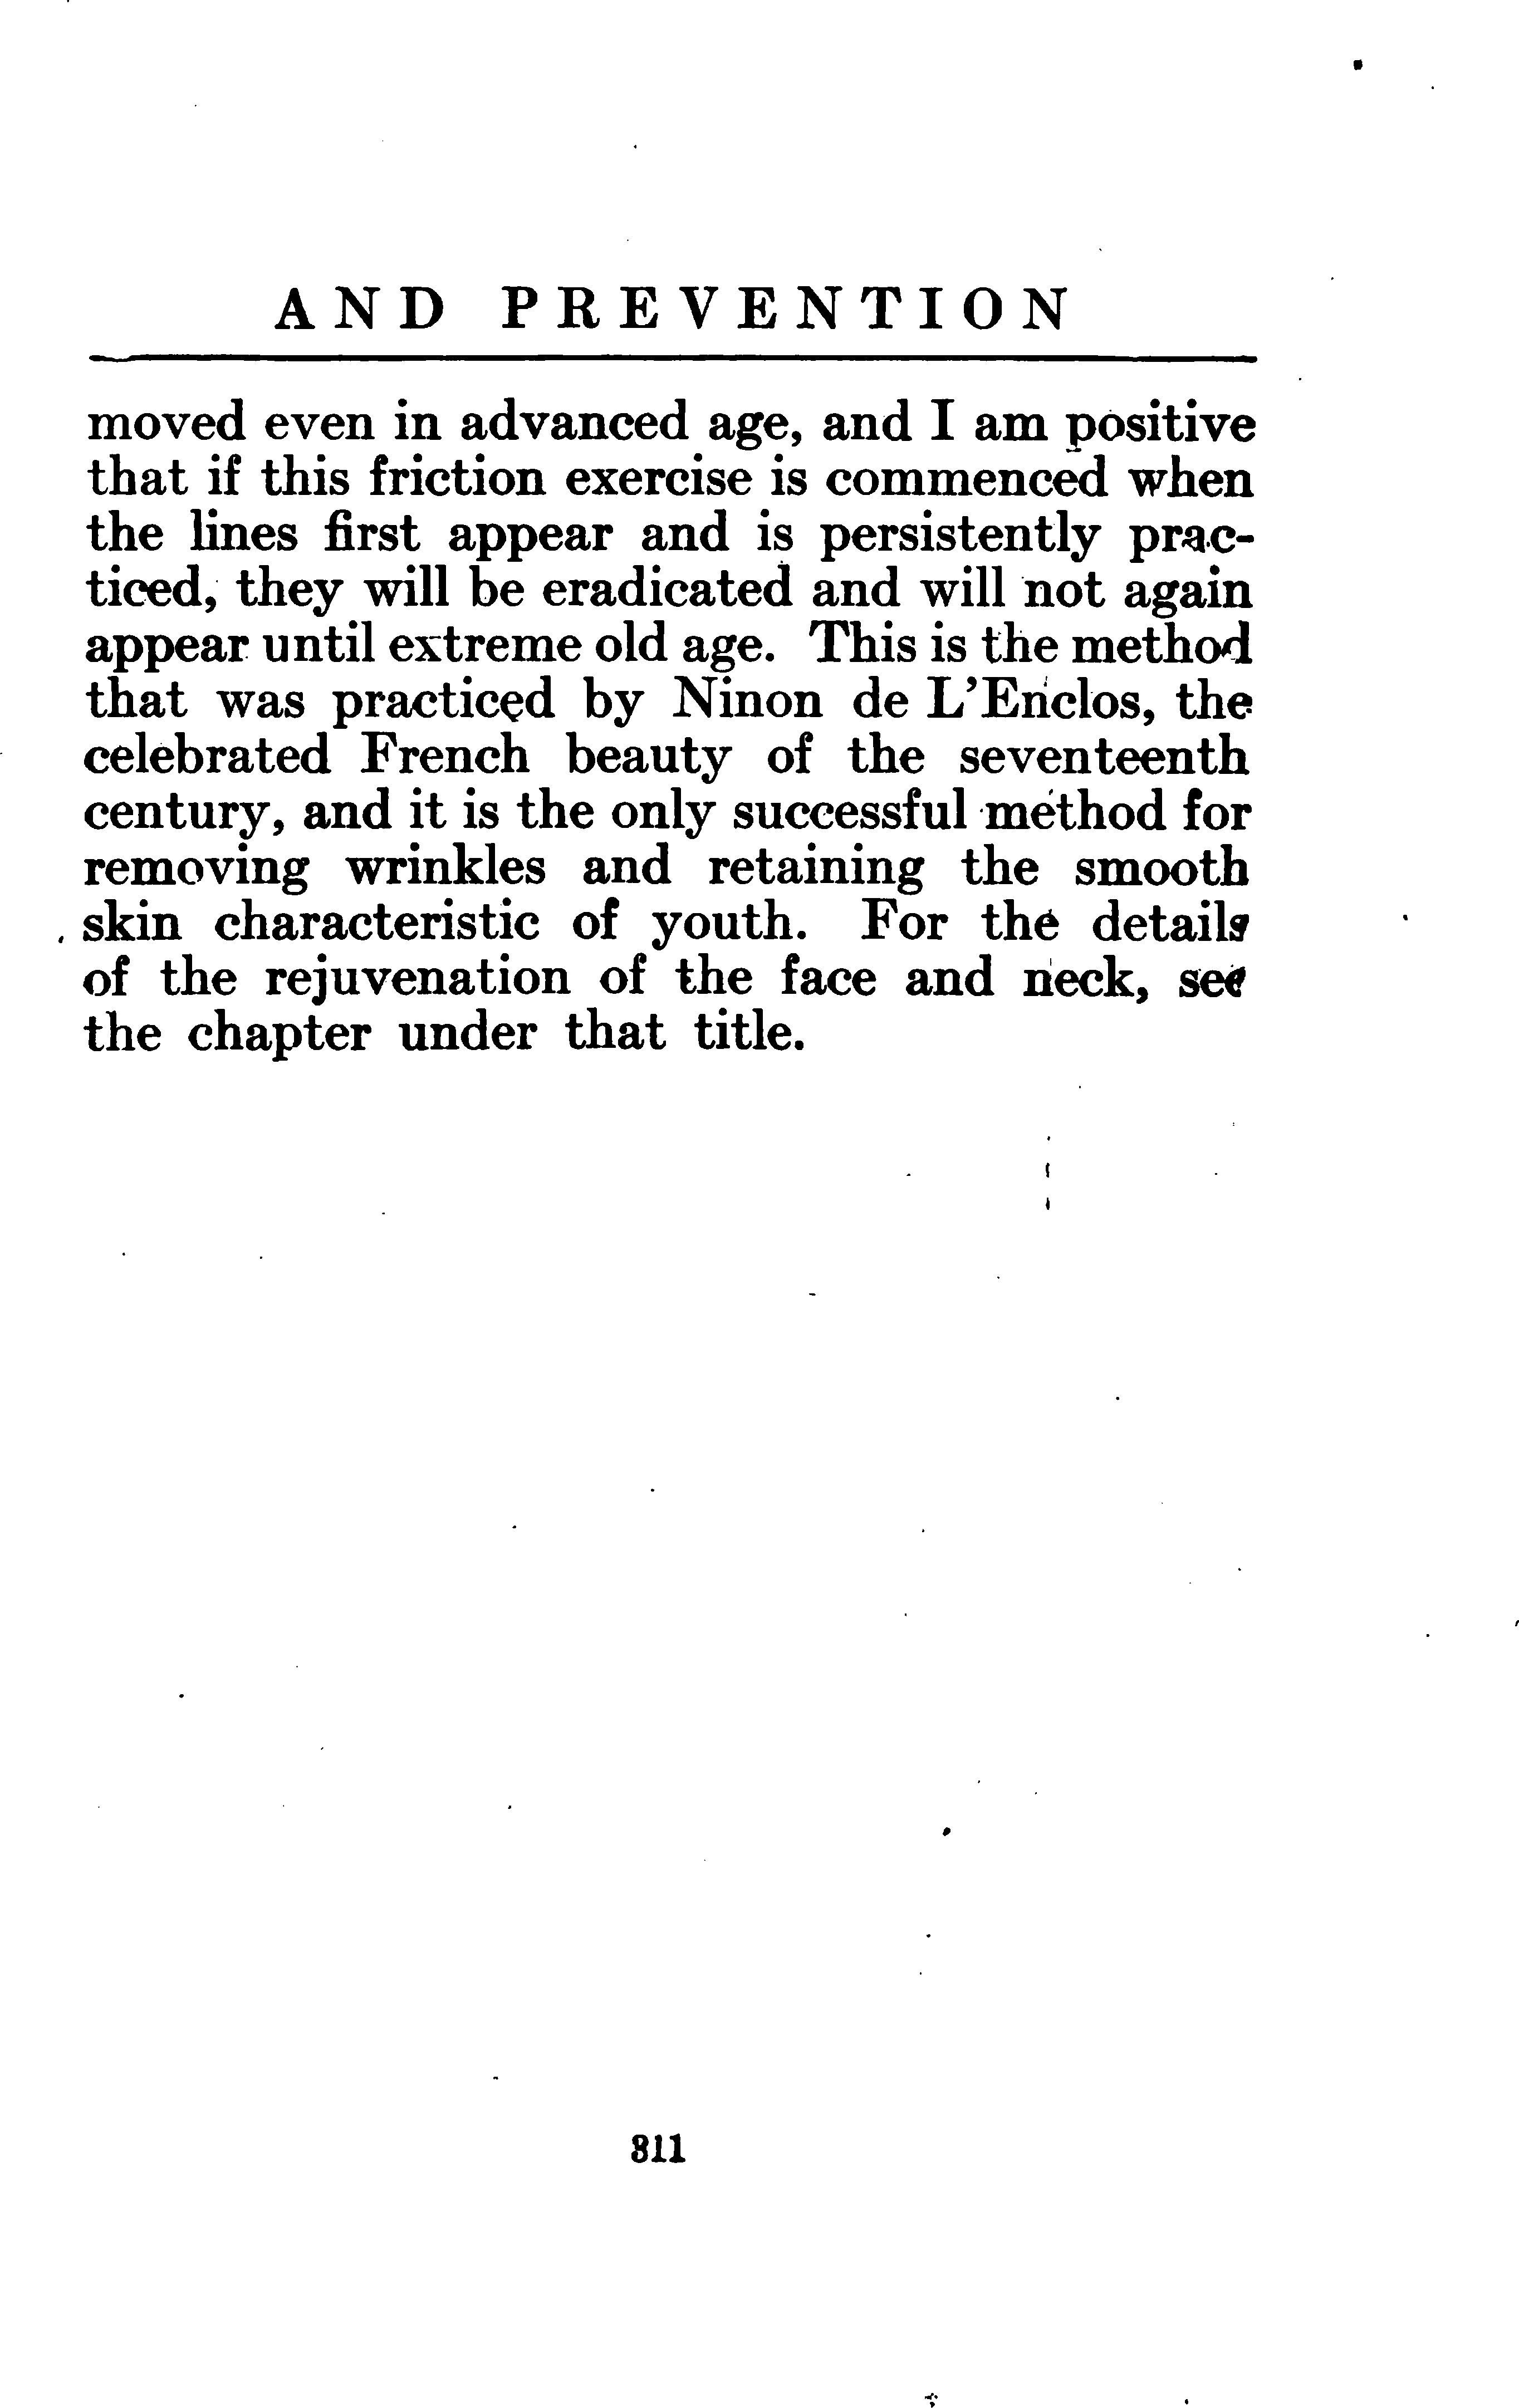 AND PREVENTION
moved even in advanced age, and I am positive
that if this friction exercise is commenced when
the lines first appear and is persistently prac-
ticed, they will be eradicated and will not again
appear until extreme old age. This is the method
that was practiced by Ninon de L'Enclos, the
celebrated French beauty of the seventeenth
century, and it is the only successful method for
removing wrinkles and retaining the smooth
skin characteristic of youth. For the details
of the rejuvenation of the face and neck, see
the chapter under that title.
311